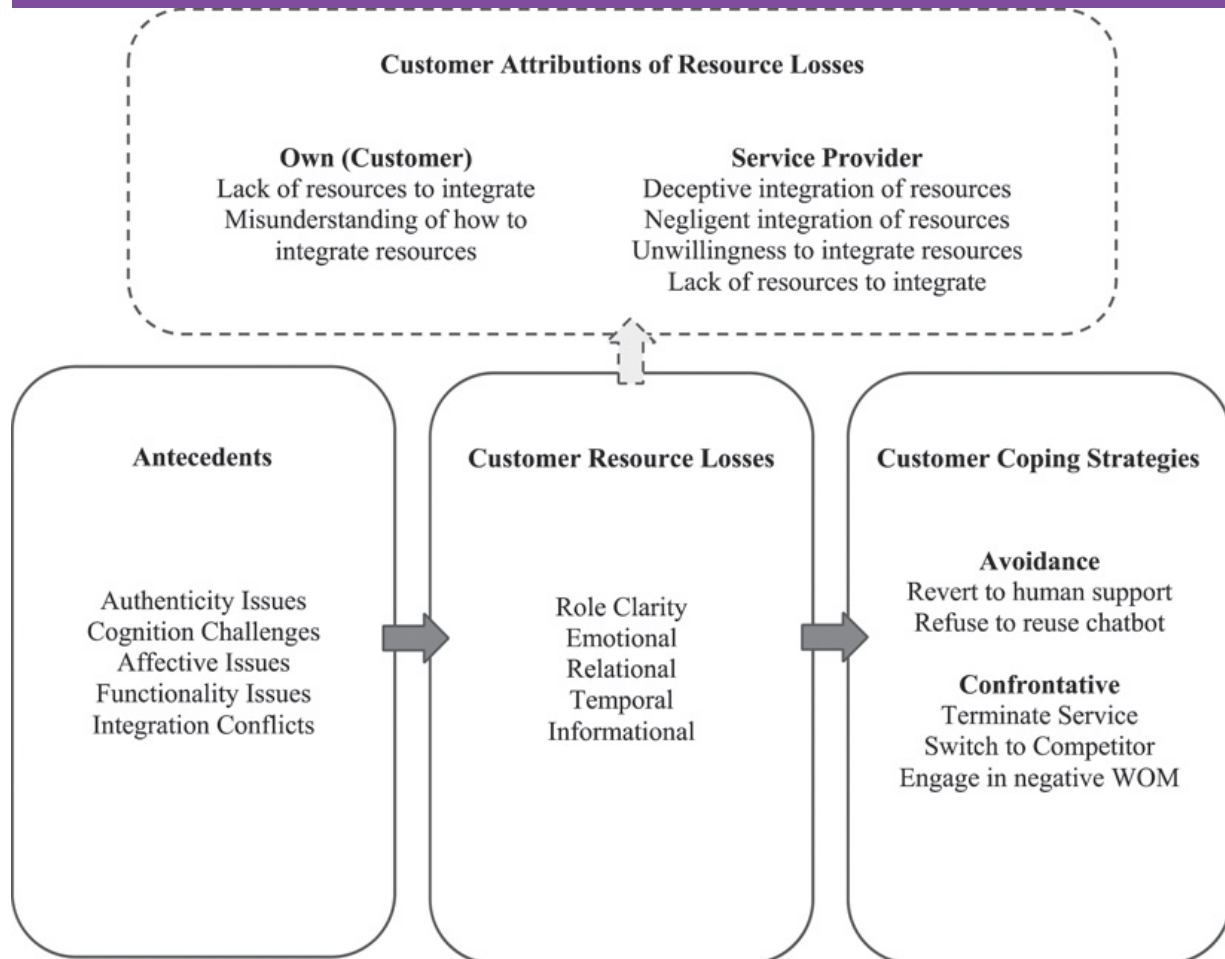 Customer Attributions of Resource Losses
Own (Customer)
Lack of resources to integrate
Misunderstanding of how to
integrate resources
Service Provider
Deceptive integration of resources
Negligent integration of resources
Unwillingness to integrate resources
Lack of resources to integrate
Antecedents
Authenticity Issues
Cognition Challenges
Affective Issues
Functionality Issues
Integration Conflicts
Customer Resource Losses
Role Clarity
Emotional
Relational
Temporal
Informational
Customer Coping Strategies
Avoidance
Revert to human support
Refuse to reuse chatbot
Confrontative
Terminate Service
Switch to Competitor
Engage in negative WOM